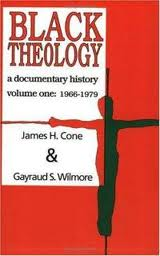 BLACK
THEOLOGY
a documentary history
volume one: 1966-1979
James H. Cone
&
Gayraud S. Wilmore